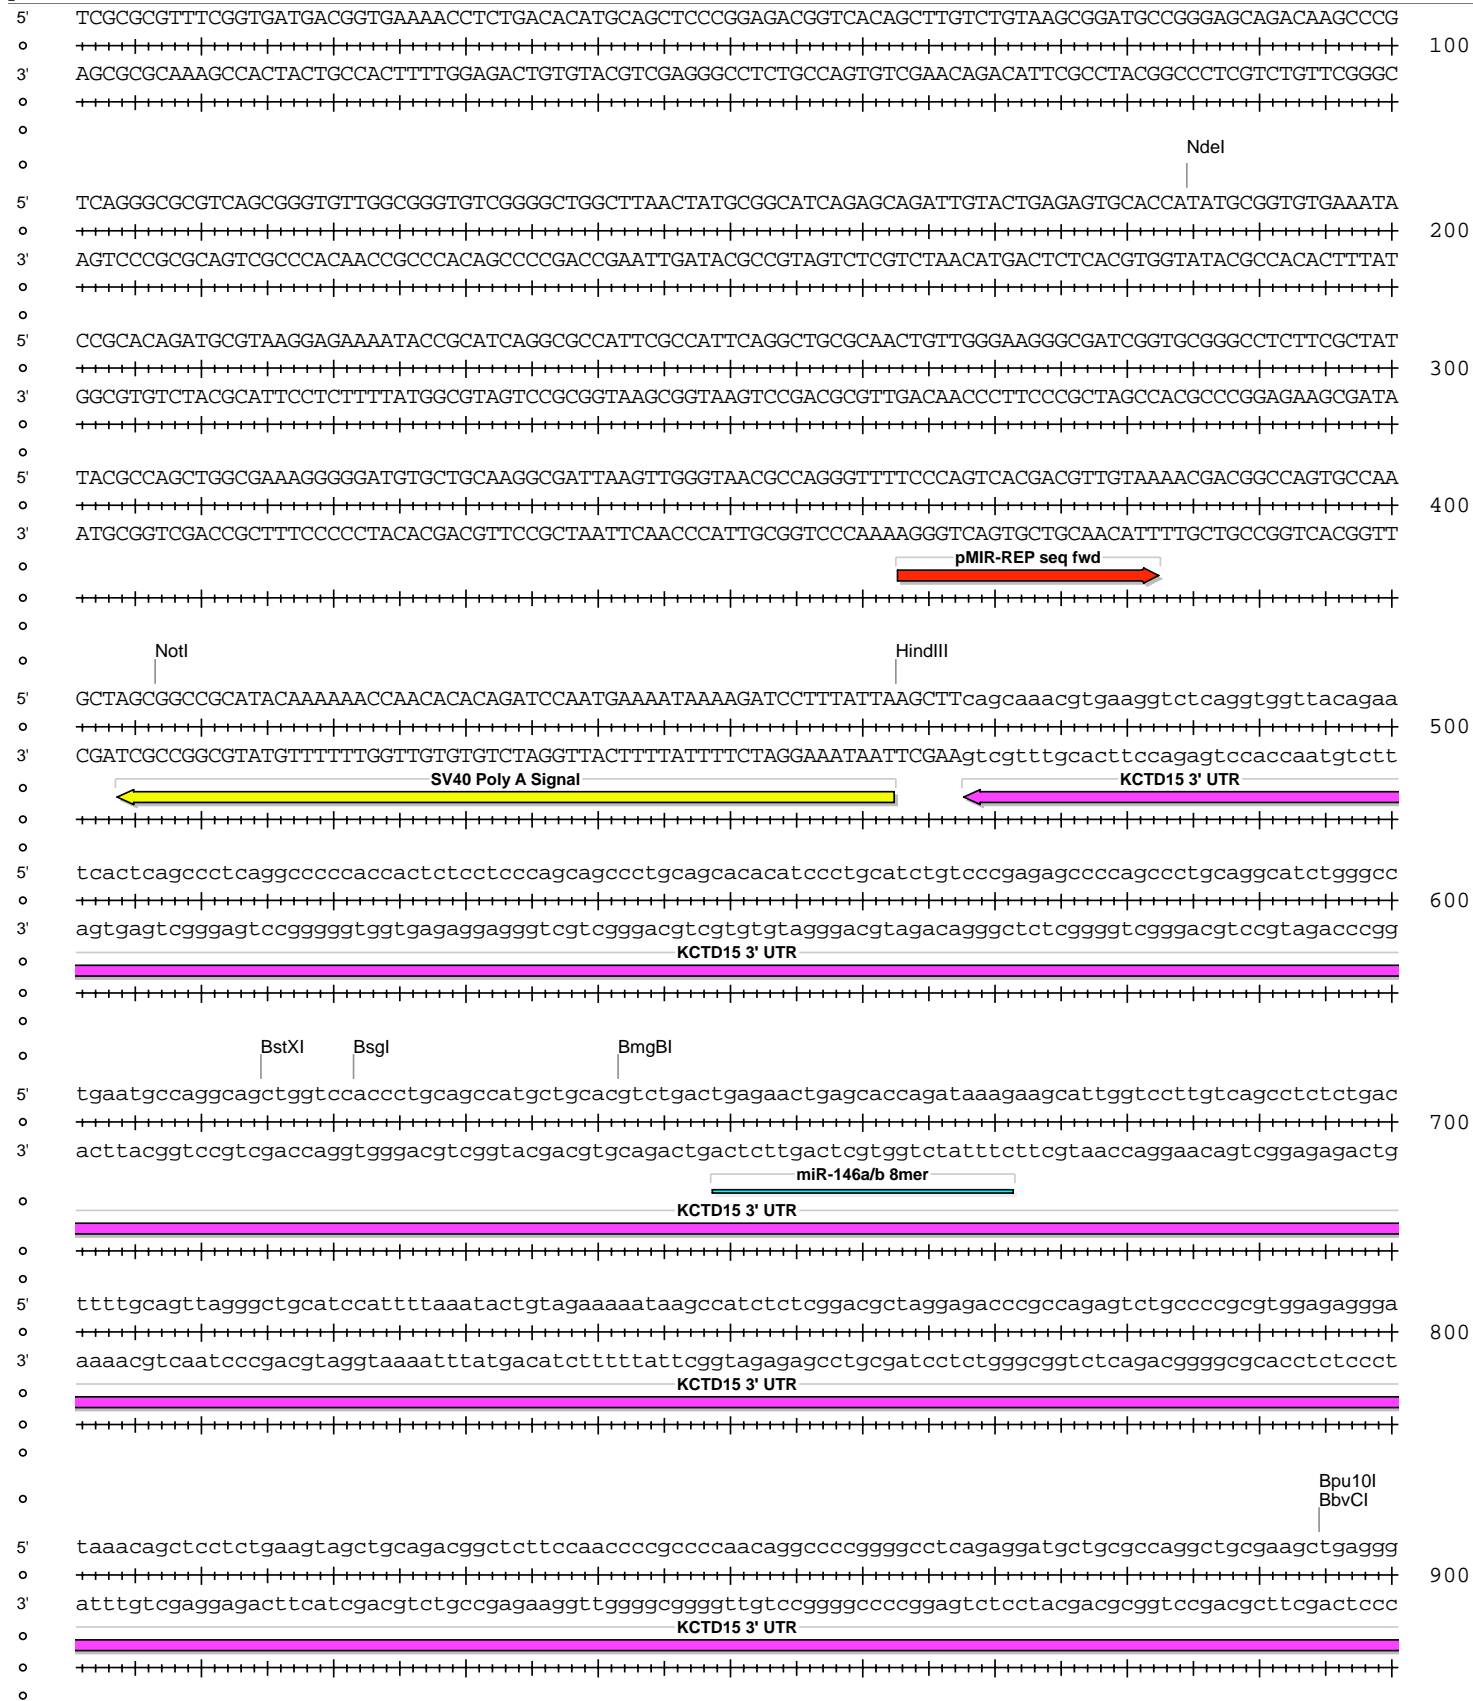 5' TCGCGCGTTTCGGTGATGACGGTGAAAACCTCTGACACATGCAGCTCCCGGAGACGGTCACAGCTTGTCTGTAAGCGGATGCCGGGAGCAGACAAGCCCG
100
3' AGCGCGCAAAGCCACTACTGCCACTTTTGGAGACTGTGTACGTCGAGGGCCTCTGCCAGTGTCGAACAGACATTCGCCTACGGCCCTCGTCTGTTCGGGC
NdeI
5' TCAGGGCGCGTCAGCGGGTGTTGGCGGGTGTCGGGGCTGGCTTAACTATGCGGCATCAGAGCAGATTGTACTGAGAGTGCACCATATGCGGTGTGAAATA
200
3' AGTCCCGCGCAGTCGCCCACAACCGCCCACAGCCCCGACCGAATTGATACGCCGTAGTCTCGTCTAACATGACTCTCACGTGGTATACGCCACACTTTAT
5' CCGCACAGATGCGTAAGGAGAAAATACCGCATCAGGCGCCATTCGCCATTCAGGCTGCGCAACTGTTGGGAAGGGCGATCGGTGCGGGCCTCTTCGCTAT
300
3' GGCGTGTCTACGCATTCCTCTTTTATGGCGTAGTCCGCGGTAAGCGGTAAGTCCGACGCGTTGACAACCCTTCCCGCTAGCCACGCCCGGAGAAGCGATA
5' TACGCCAGCTGGCGAAAGGGGGATGTGCTGCAAGGCGATTAAGTTGGGTAACGCCAGGGTTTTCCCAGTCACGACGTTGTAAAACGACGGCCAGTGCCAA
400
3' ATGCGGTCGACCGCTTTCCCCCTACACGACGTTCCGCTAATTCAACCCATTGCGGTCCCAAAAGGGTCAGTGCTGCAACATTTTGCTGCCGGTCACGGTT
pMIR-REP seq fwd
NotI HindIII
5' GCTAGCGGCCGCATACAAAAAACCAACACACAGATCCAATGAAAATAAAAGATCCTTTATTAAGCTTcagcaaacgtgaaggtctcaggtggttacagaa
500
3' CGATCGCCGGCGTATGTTTTTTGGTTGTGTGTCTAGGTTACTTTTATTTTCTAGGAAATAATTCGAAgtcgtttgcacttccagagtccaccaatgtctt
SV40 Poly A Signal KCTD15 3' UTR
5' tcactcagccctcaggcccccaccactctcctcccagcagccctgcagcacacatccctgcatctgtcccgagagccccagccctgcaggcatctgggcc
600
3' agtgagtcgggagtccgggggtggtgagaggagggtcgtcgggacgtcgtgtgtagggacgtagacagggctctcggggtcgggacgtccgtagacccgg
KCTD15 3' UTR
BstXI BsgI BmgBI
5' tgaatgccaggcagctggtccaccctgcagccatgctgcacgtctgactgagaactgagcaccagataaagaagcattggtccttgtcagcctctctgac
700
3' acttacggtccgtcgaccaggtgggacgtcggtacgacgtgcagactgactcttgactcgtggtctatttcttcgtaaccaggaacagtcggagagactg
miR-146a/b 8mer
KCTD15 3' UTR
5' ttttgcagttagggctgcatccattttaaatactgtagaaaaataagccatctctcggacgctaggagacccgccagagtctgccccgcgtggagaggga
800
3' aaaacgtcaatcccgacgtaggtaaaatttatgacatctttttattcggtagagagcctgcgatcctctgggcggtctcagacggggcgcacctctccct
KCTD15 3' UTR
Bpu10I
BbvCI
5' taaacagctcctctgaagtagctgcagacggctcttccaaccccgccccaacaggccccggggcctcagaggatgctgcgccaggctgcgaagctgaggg
900
3' atttgtcgaggagacttcatcgacgtctgccgagaaggttggggcggggttgtccggggccccggagtctcctacgacgcggtccgacgcttcgactccc
KCTD15 3' UTR